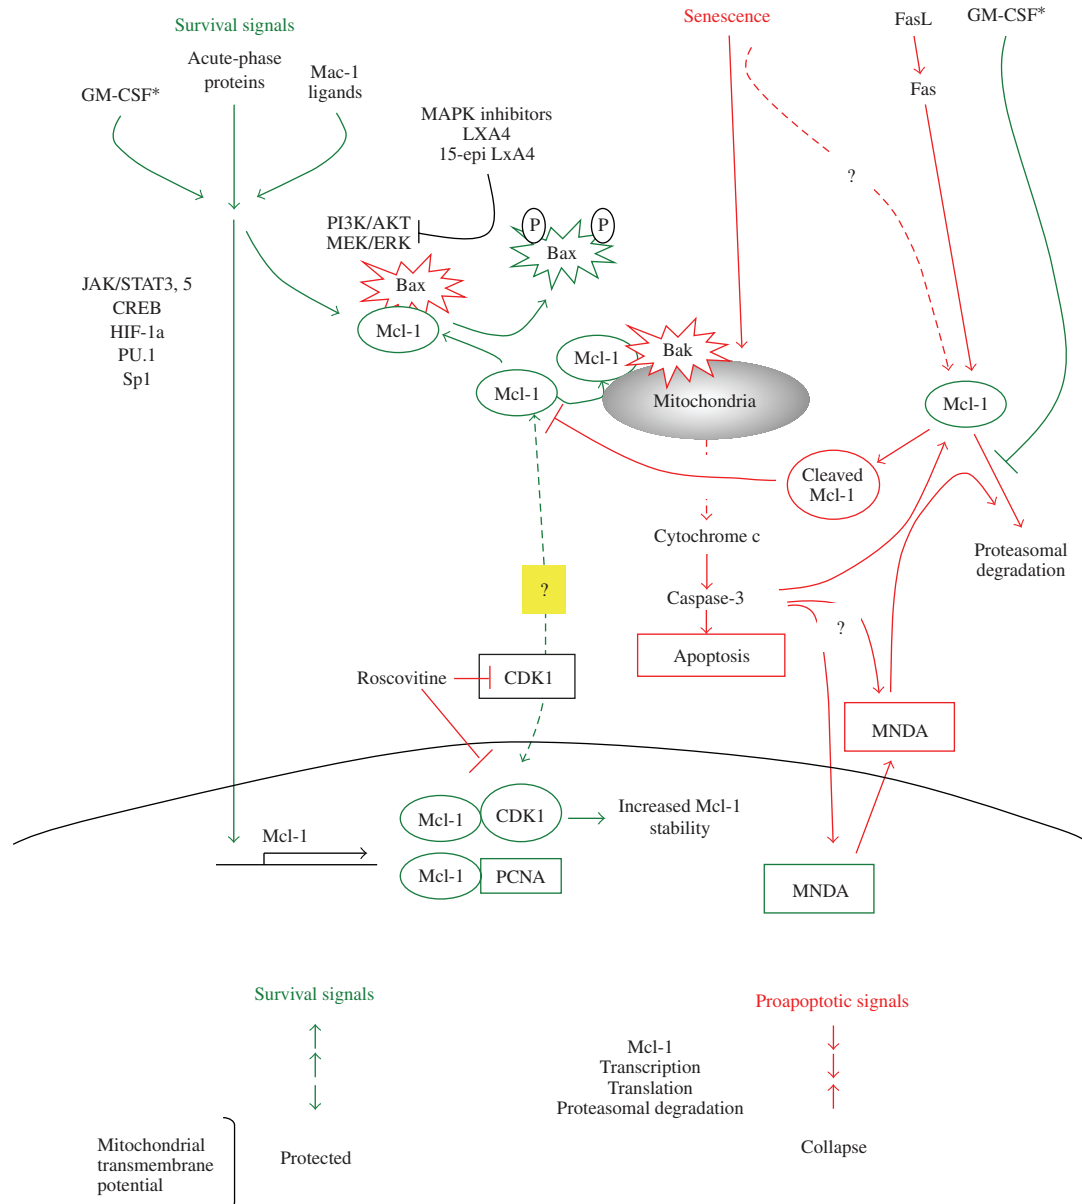 Survival signals
Acute-phase
proteins
GM-CSF*
Mac-1
ligands
MAPK inhibitors
LXA4
15-epi LxA4
PI3K/AKT
MEK/ERK
Bax
Mcl-1
P
P
Bax
JAK/STAT3, 5
CREB
HIF-1a
PU.1
Sp1
Senescence
FasL
GM-CSF*
Fas
?
Mcl-1
Bak
Mcl-1
Mitochondria
Mcl-1
Cleaved
Mcl-1
Cytochrome c
Proteasomal
degradation
Caspase-3
?
?
Apoptosis
Roscovitine
CDK1
MNDA
Mcl-1
Mcl-1
CDK1
Increased Mcl-1
stability
Mcl-1
PCNA
MNDA
Survival signals
Proapoptotic signals
Mcl-1
Transcription
Translation
Proteasomal degradation
Mitochondrial
transmembrane
potential
Protected
Collapse